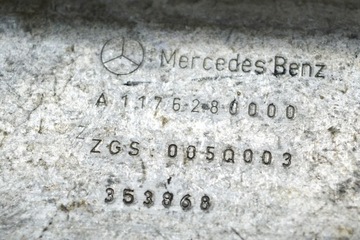 Mercedes Benz
A 1176280000
ZGS 005Q003
353868